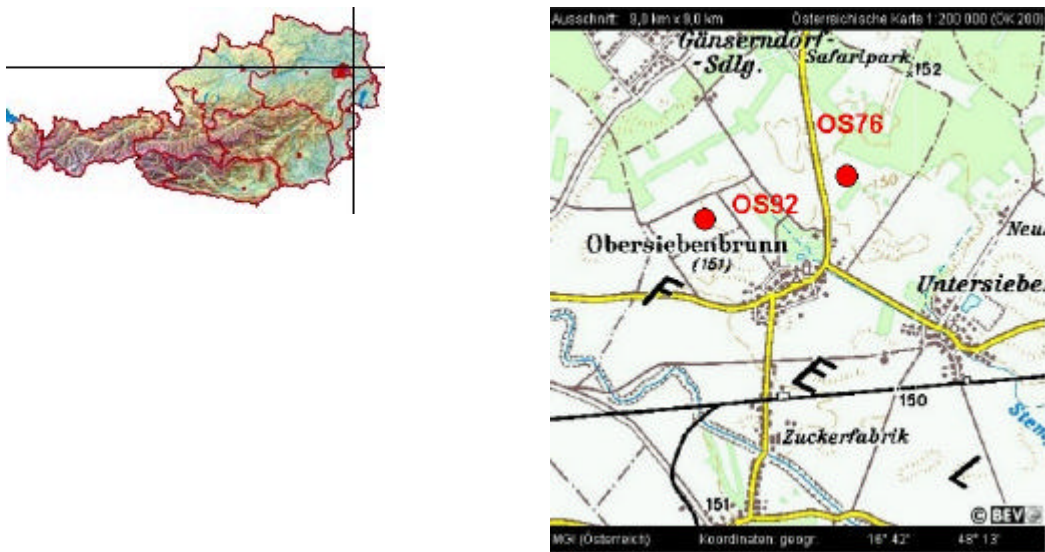 Ausschnitt: 9,0 km x 9,0 km Österreichische Karte 1:200 000 (ÖK 200)
Gänserndorf-
-Sdlg.
Safaripark
152
OS76
150
OS92
Obersiebenbrunn
(151)
Neu
Untersiebe
F
E
150
Zuckerfabrik
L
151
© BEV
MGI (Österreich) Koordinaten: geogr. 16° 42' 48° 13'